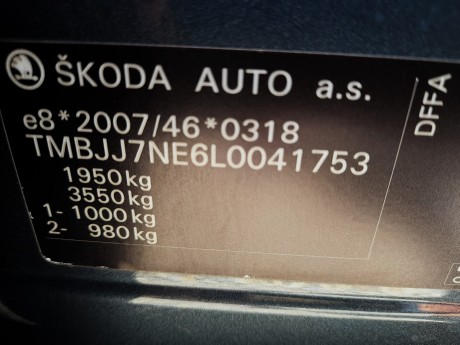 ŠKODA AUTO a.s.
e8*2007/46*0318
TMBJJ7NE6L0041753
1950kg
3550kg
1- 1000kg
2- 980kg
DFFA